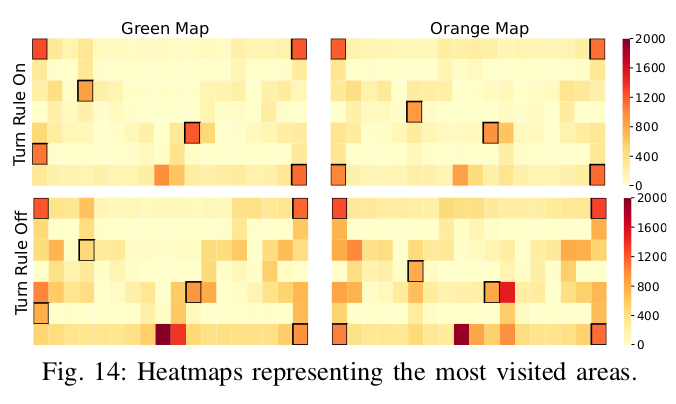 Green Map
Orange Map
Turn Rule On
2000
1600
1200
800
400
0
Turn Rule Off
2000
1600
1200
800
400
0
Fig. 14: Heatmaps representing the most visited areas.